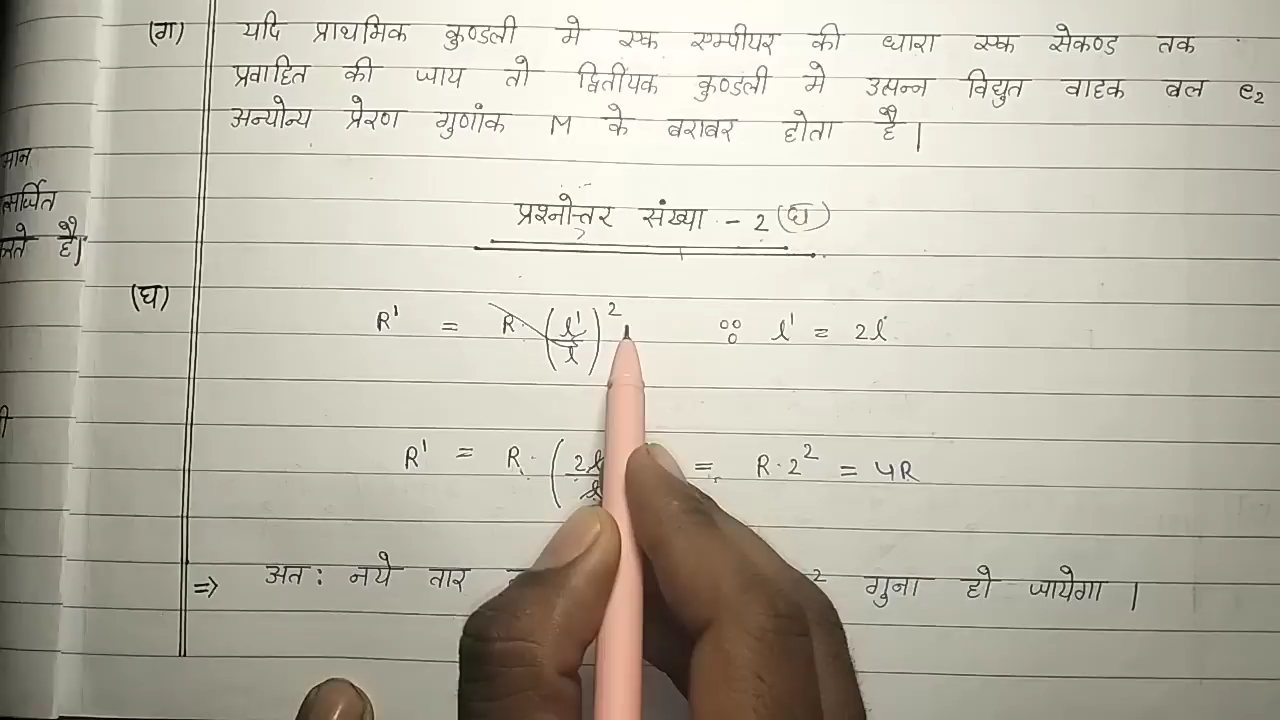 (ग) यदि प्राथमिक कुण्डली मे एक एम्पीयर की धारा एक सेकण्ड तक
प्रवाहित की जाय तो द्वितीयक कुण्डली मे उत्पन्न विद्युत वाहक बल e₂
अन्योन्य प्रेरण गुणांक M के बराबर होता है।
मान
करते है।
प्रश्नोत्तर संख्या - 2 (घ)
(घ) R' = R · (l'/l)² ∵ l' = 2l
R' = R · (2l = R · 2² = 4R
⇒ अतः नये तार 2 गुना हो जायेगा।